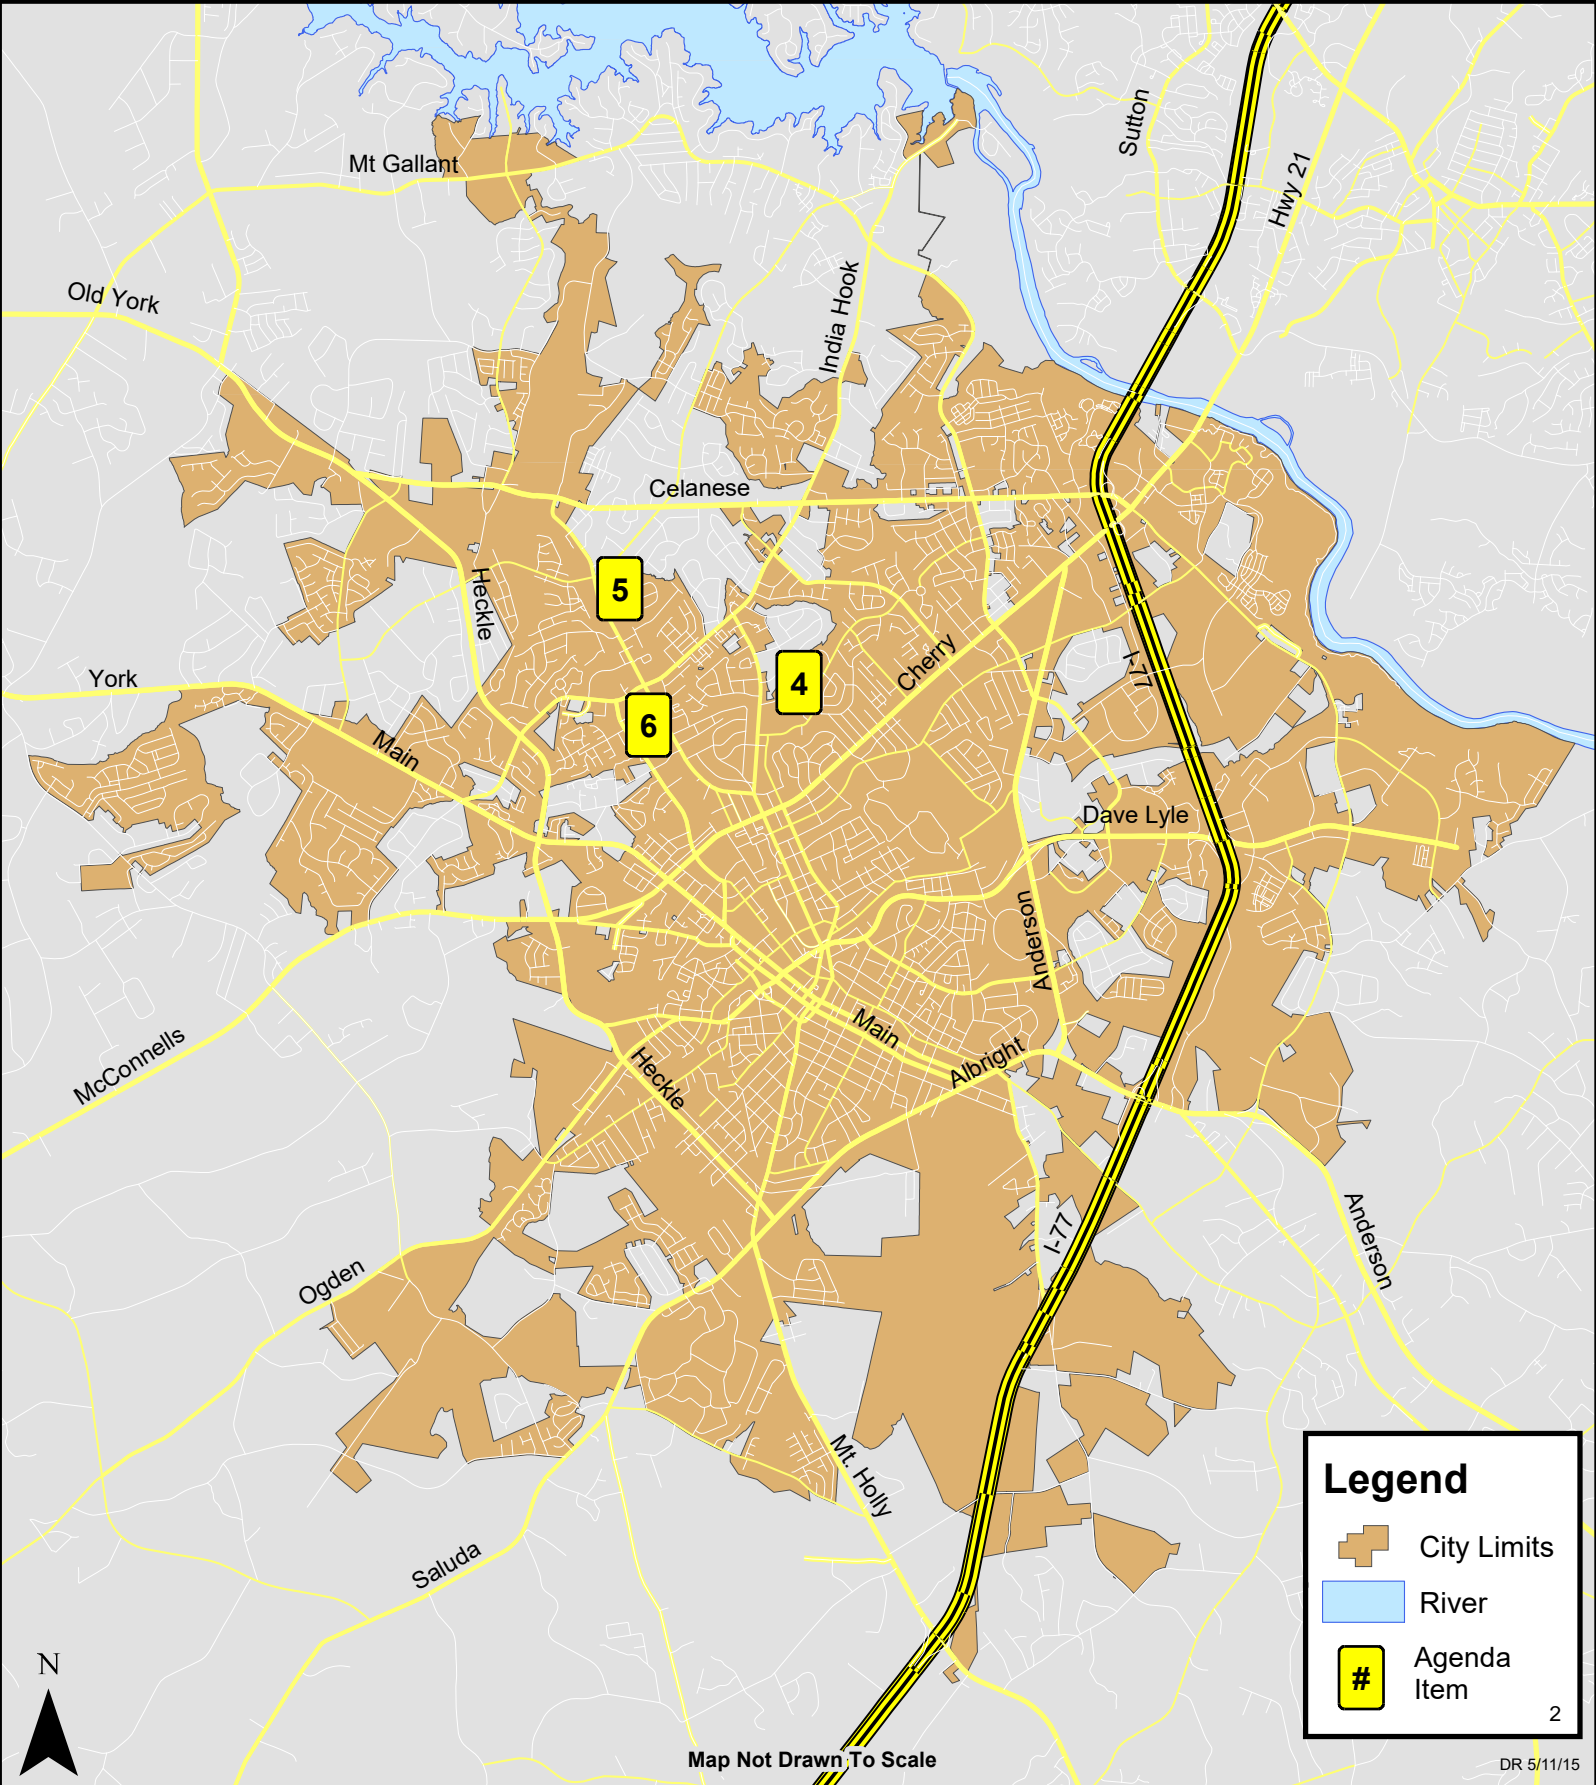 Sutton
Mt Gallant
Hwy 21
Old York
India Hook
Celanese
5
Heckle
Cherry
I-77
York
4
6
Main
Dave Lyle
Anderson
Main
McConnells
Heckle
Albright
Anderson
I-77
Ogden
Mt. Holly
Saluda
Legend
City Limits
River
#
Agenda
Item
2
N
Map Not Drawn To Scale
DR 5/11/15